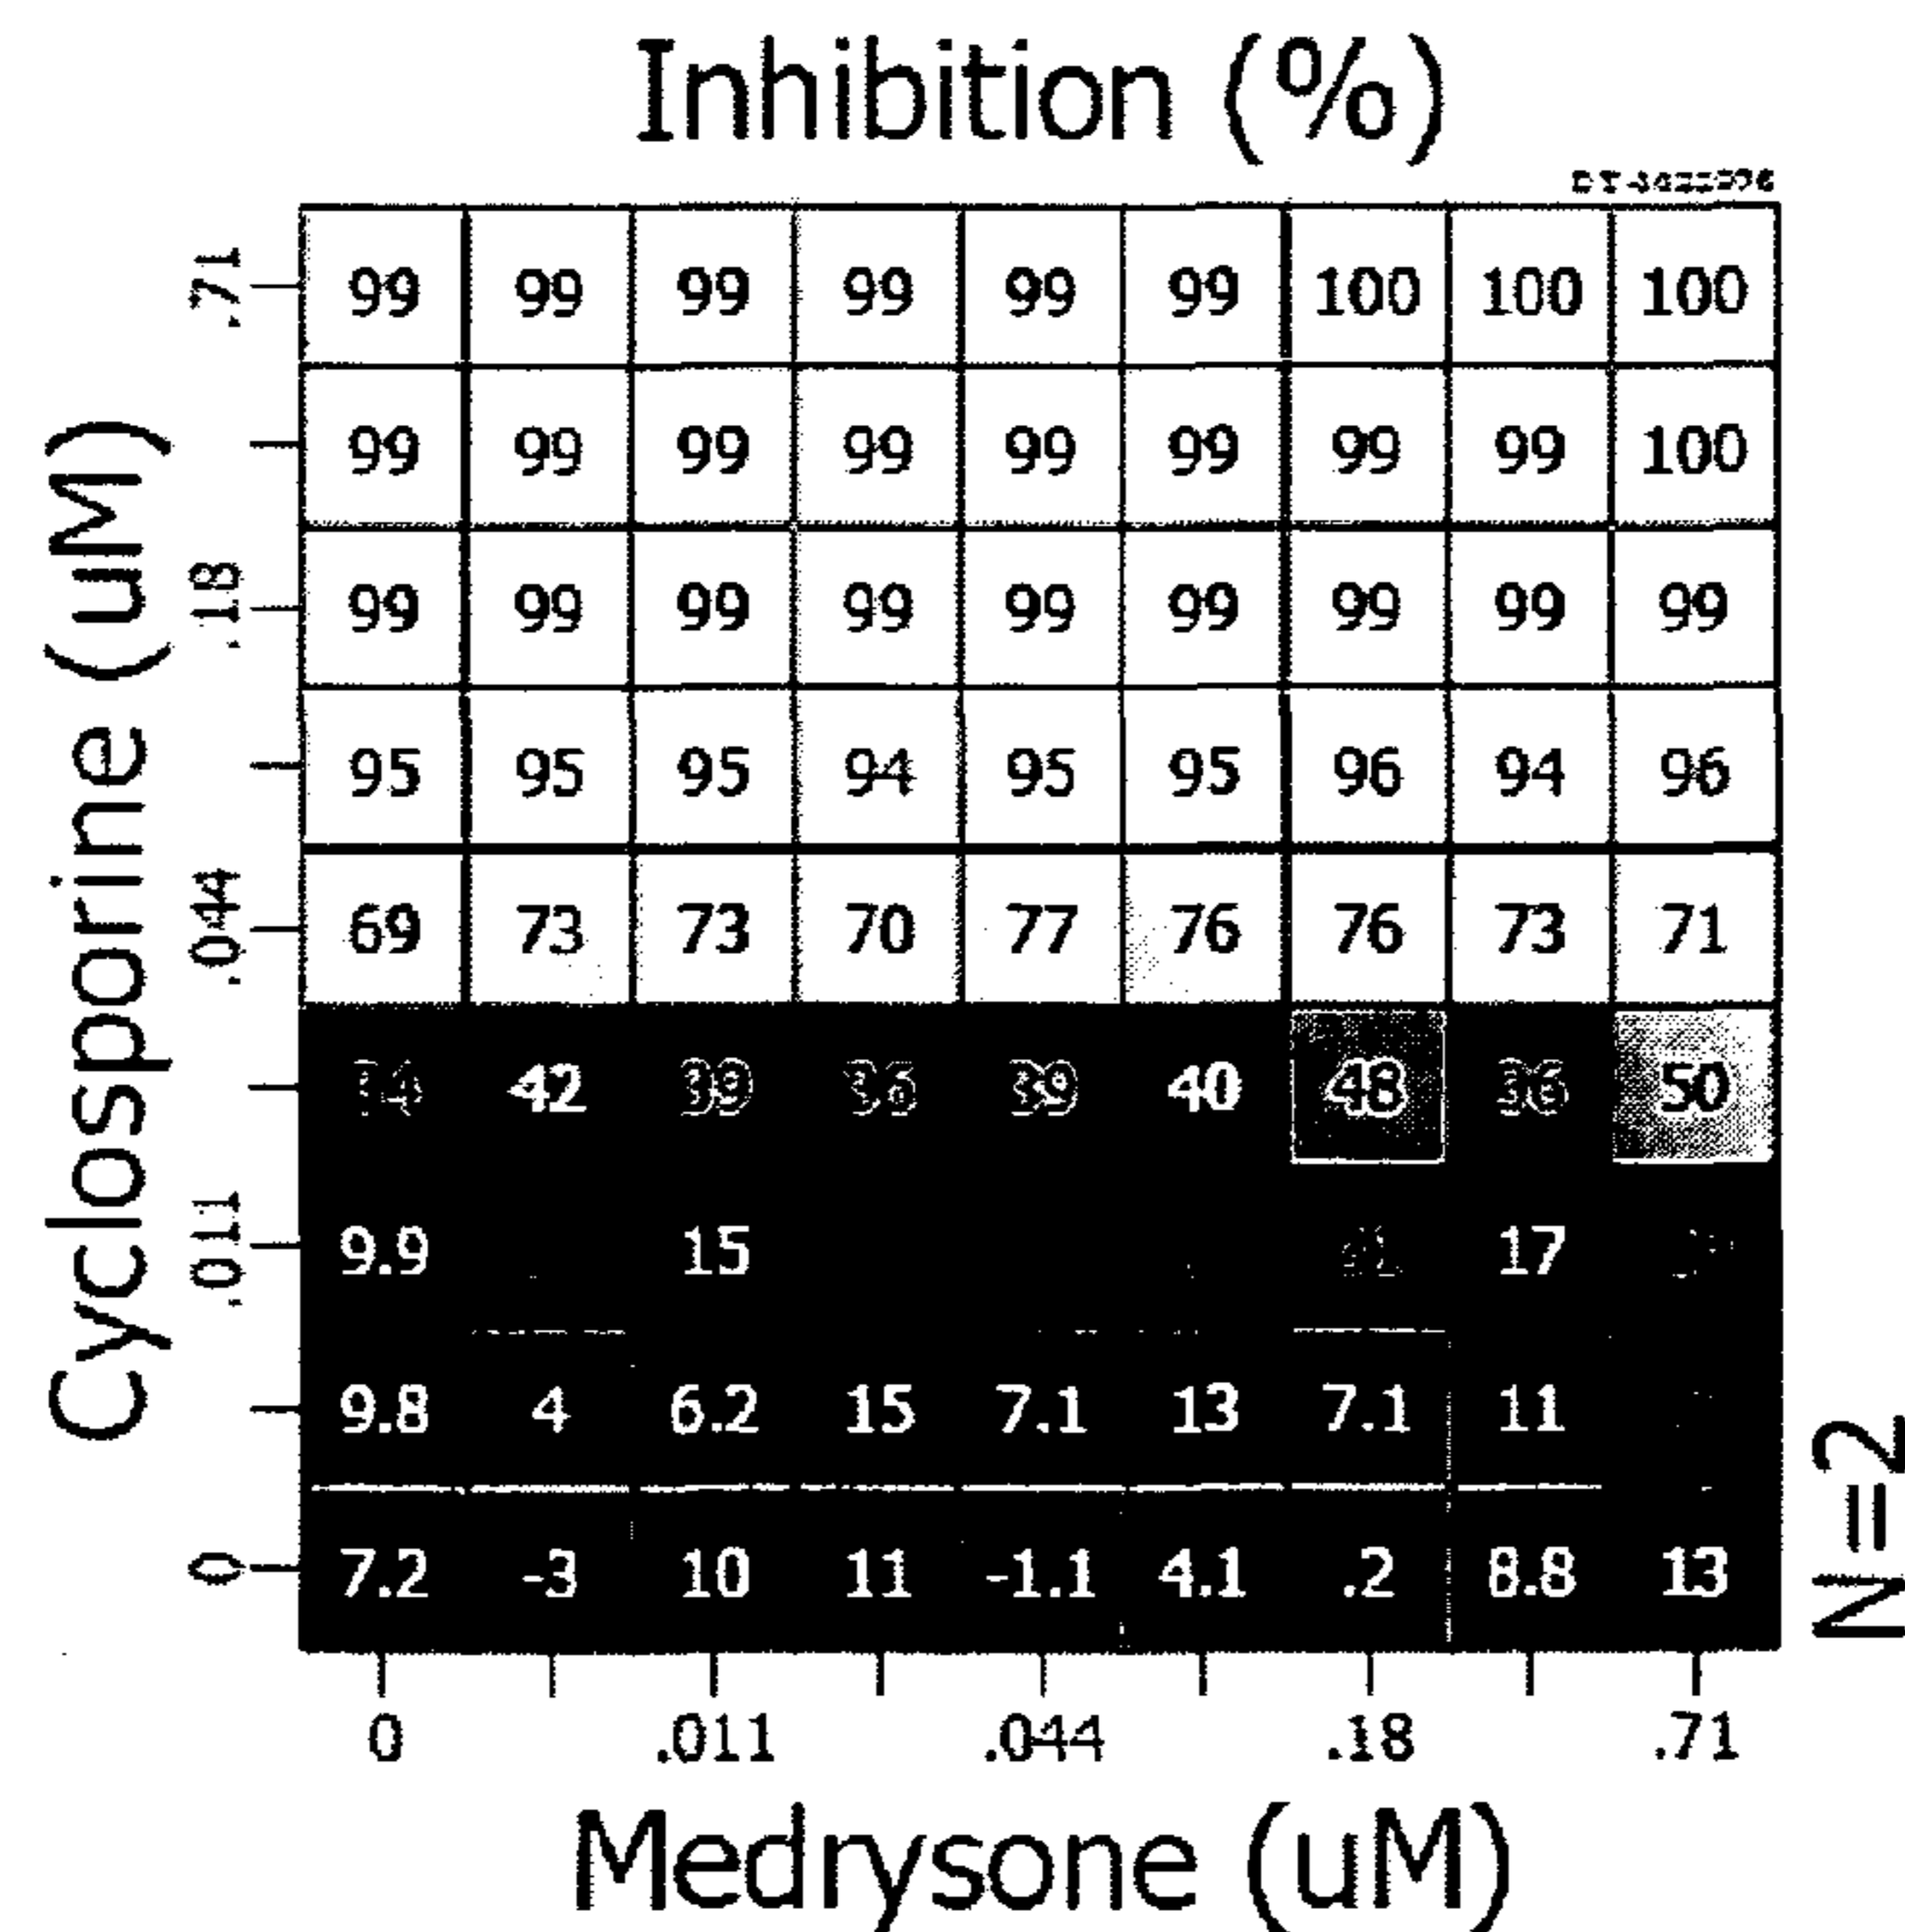 Inhibition (%)
.71 99 99 99 99 99 99 100 100 100
99 99 99 99 99 99 99 99 100
.18 99 99 99 99 99 99 99 99 99
95 95 95 94 95 95 96 94 96
.044 69 73 73 70 77 76 76 73 71
34 42 39 36 39 40 48 36 50
.011 9.9 15 17
9.8 4 6.2 15 7.1 13 7.1 11
0 7.2 -3 10 11 -1.1 4.1 .2 8.8 13
0 .011 .044 .18 .71
Medrysone (uM)
Cyclosporine (uM)
N=2